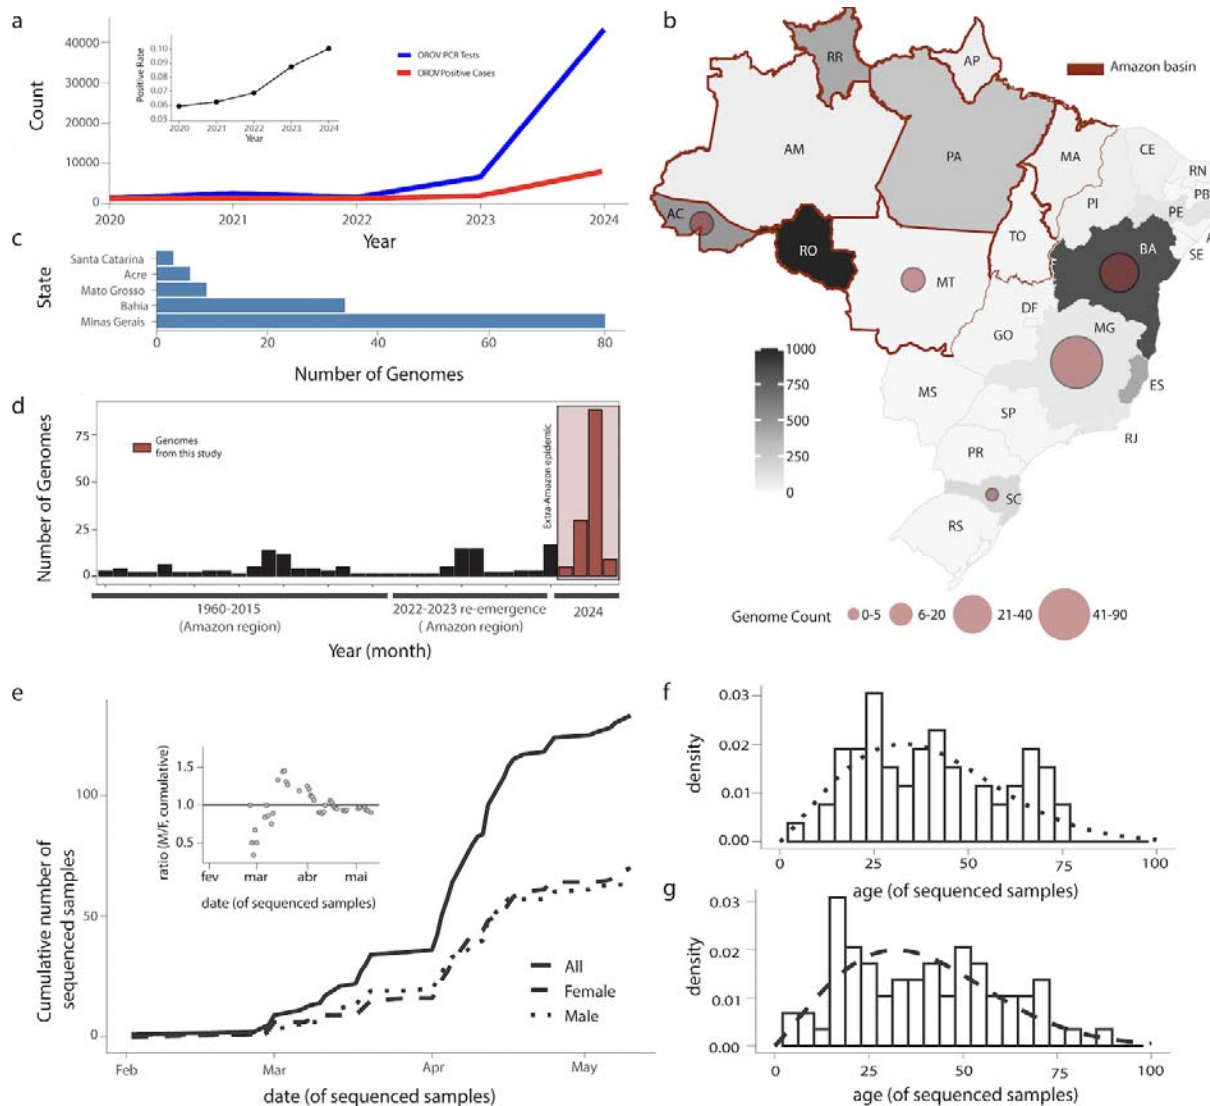 a
Count
40000
30000
20000
10000
0
2020
2021
2022
2023
2024
Year
Positive Rate
0.10
0.09
0.08
0.07
0.06
0.05
2020
2021
2022
2023
2024
Year
OROV PCR Tests
OROV Positive Cases
b
Amazon basin
RR
AP
AM
PA
MA
CE
RN
PB
PI
PE
AC
TO
A
SE
RO
BA
MT
DF
GO
MG
MS
ES
SP
RJ
PR
SC
RS
1000
750
500
250
0
Genome Count
0-5
6-20
21-40
41-90
c
State
Santa Catarina
Acre
Mato Grosso
Bahia
Minas Gerais
0
20
40
60
80
Number of Genomes
d
Number of Genomes
75
50
25
0
Genomes
from this study
Extra-Amazon epidemic
1960-2015
(Amazon region)
2022-2023 re-emergence
( Amazon region)
2024
Year (month)
e
Cumulative number of
sequenced samples
100
50
0
Feb
Mar
Apr
May
date (of sequenced samples)
ratio (M/F, cumulative)
1.5
1.0
0.5
fev
mar
abr
mai
date (of sequenced samples)
All
Female
Male
f
density
0.03
0.02
0.01
0.00
0
25
50
75
100
age (of sequenced samples)
g
density
0.03
0.02
0.01
0.00
0
25
50
75
100
age (of sequenced samples)